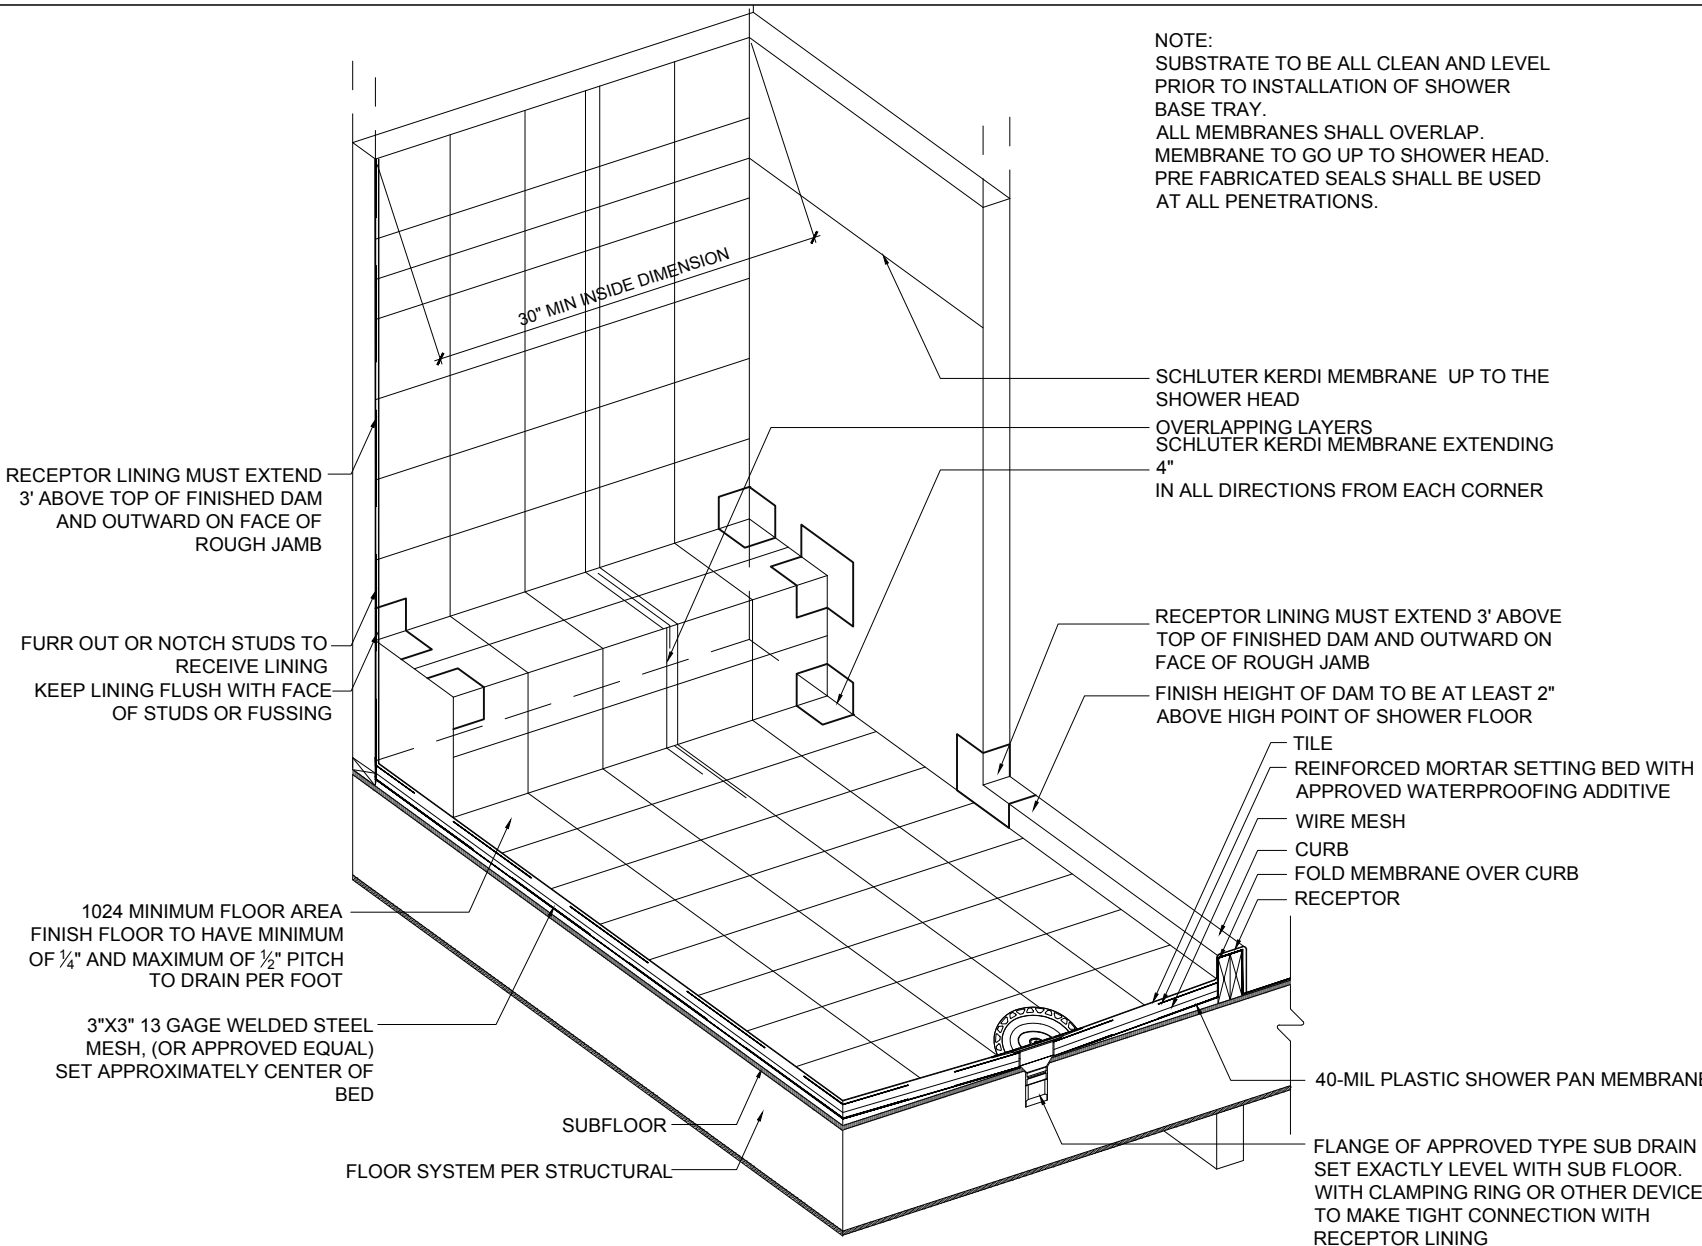 NOTE:
SUBSTRATE TO BE ALL CLEAN AND LEVEL
PRIOR TO INSTALLATION OF SHOWER
BASE TRAY.
ALL MEMBRANES SHALL OVERLAP.
MEMBRANE TO GO UP TO SHOWER HEAD.
PRE FABRICATED SEALS SHALL BE USED
AT ALL PENETRATIONS.
30" MIN INSIDE DIMENSION
SCHLUTER KERDI MEMBRANE UP TO THE
SHOWER HEAD
OVERLAPPING LAYERS
SCHLUTER KERDI MEMBRANE EXTENDING
4"
IN ALL DIRECTIONS FROM EACH CORNER
RECEPTOR LINING MUST EXTEND
3' ABOVE TOP OF FINISHED DAM
AND OUTWARD ON FACE OF
ROUGH JAMB
FURR OUT OR NOTCH STUDS TO
RECEIVE LINING
KEEP LINING FLUSH WITH FACE
OF STUDS OR FUSSING
RECEPTOR LINING MUST EXTEND 3' ABOVE
TOP OF FINISHED DAM AND OUTWARD ON
FACE OF ROUGH JAMB
FINISH HEIGHT OF DAM TO BE AT LEAST 2"
ABOVE HIGH POINT OF SHOWER FLOOR
TILE
REINFORCED MORTAR SETTING BED WITH
APPROVED WATERPROOFING ADDITIVE
WIRE MESH
CURB
FOLD MEMBRANE OVER CURB
RECEPTOR
1024 MINIMUM FLOOR AREA
FINISH FLOOR TO HAVE MINIMUM
OF ¼" AND MAXIMUM OF ½" PITCH
TO DRAIN PER FOOT
3"X3" 13 GAGE WELDED STEEL
MESH, (OR APPROVED EQUAL)
SET APPROXIMATELY CENTER OF
BED
SUBFLOOR
FLOOR SYSTEM PER STRUCTURAL
40-MIL PLASTIC SHOWER PAN MEMBRANE
FLANGE OF APPROVED TYPE SUB DRAIN
SET EXACTLY LEVEL WITH SUB FLOOR.
WITH CLAMPING RING OR OTHER DEVICE
TO MAKE TIGHT CONNECTION WITH
RECEPTOR LINING